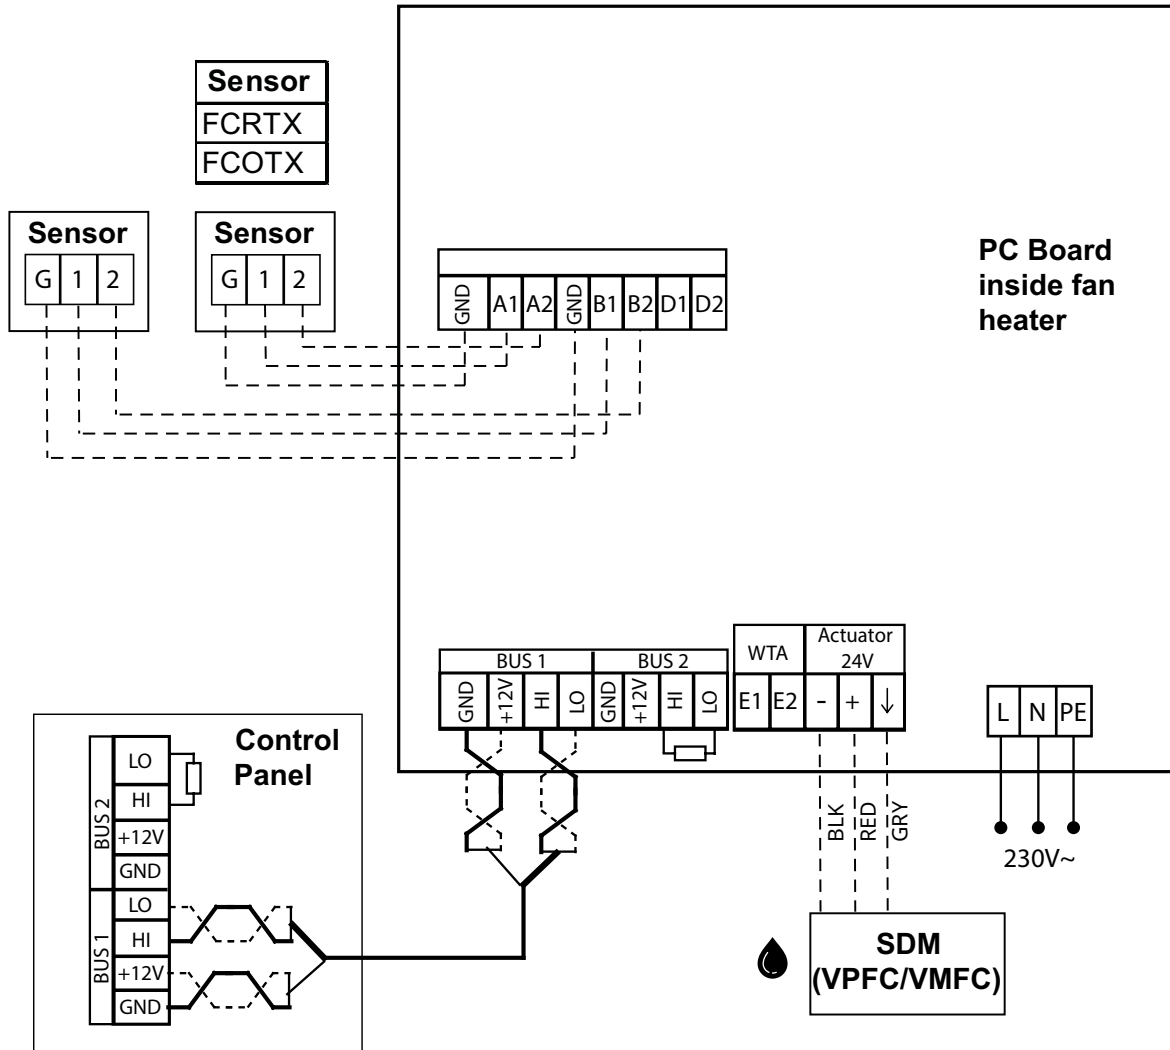 Sensor
FCRTX
FCOTX
Sensor
G 1 2
Sensor
G 1 2
GND A1 A2 GND B1 B2 D1 D2
PC Board
inside fan
heater
BUS 1 BUS 2
GND +12V HI LO GND +12V HI LO
WTA
Actuator
24V
E1 E2 - + ↓
L N PE
230V~
BLK RED GRY
SDM
(VPFC/VMFC)
Control
Panel
BUS 2
LO
HI
+12V
GND
BUS 1
LO
HI
+12V
GND